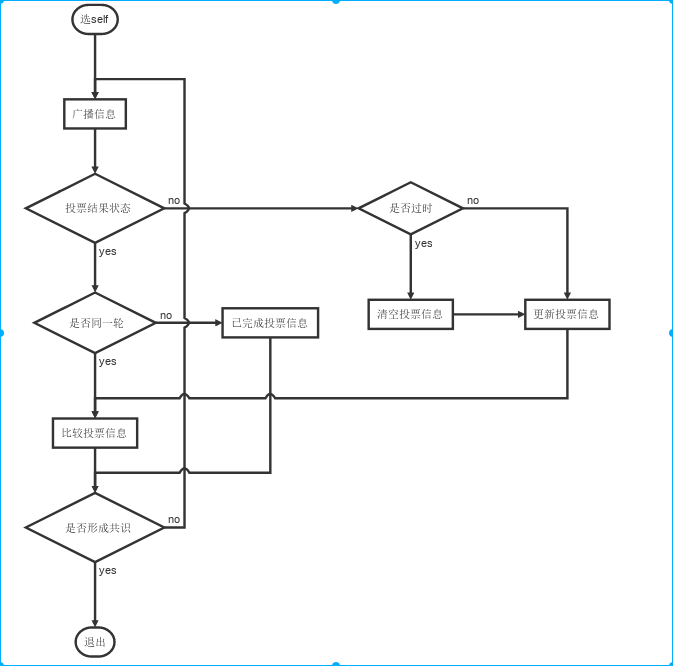 选self
广播信息
投票结果状态
no
是否过时
no
yes
yes
是否同一轮
no
已完成投票信息
清空投票信息
更新投票信息
yes
比较投票信息
是否形成共识
no
yes
退出